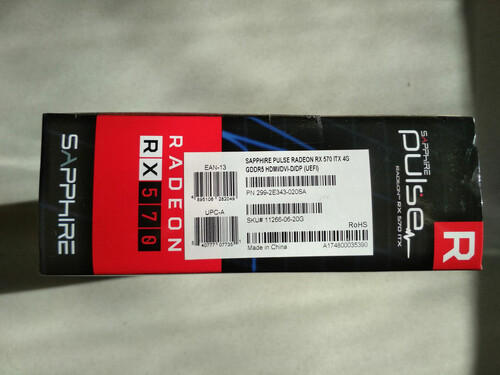 SAPPHIRE
RX 570
RADEON
EAN-13
4895106 282049
UPC-A
SAPPHIRE PULSE RADEON RX 570 ITX 4G
GDDR5 HDMI/DVI-D/DP (UEFI)
PN 299-2E343-020SA
SKU# 11266-06-20G
RoHS
Made in China
A174800035390
SAPPHIRE
PULSE
RADEON RX 570 ITX
R